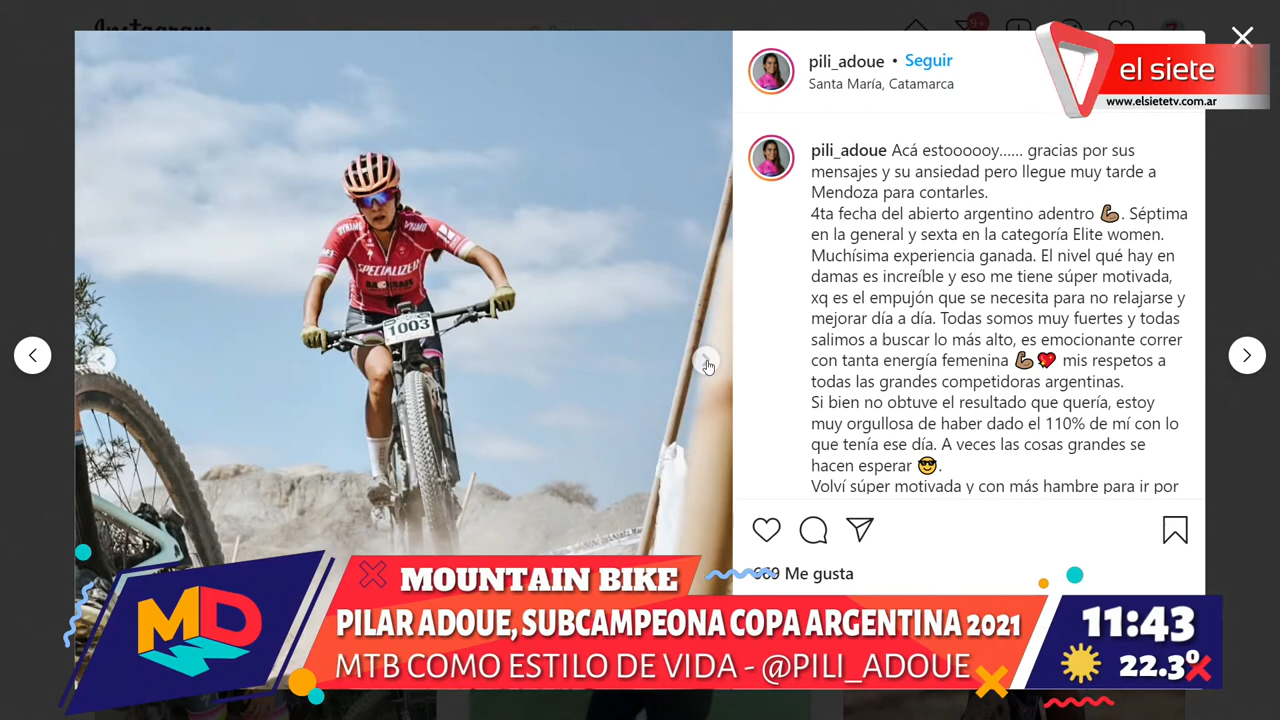 Instagram
9+
pili_adoue • Seguir
Santa María, Catamarca
el siete
www.elsietetv.com.ar
pili_adoue Acá estoooooy...... gracias por sus
mensajes y su ansiedad pero llegue muy tarde a
Mendoza para contarles.
4ta fecha del abierto argentino adentro 💪🏽. Séptima
en la general y sexta en la categoría Elite women.
Muchísima experiencia ganada. El nivel qué hay en
damas es increíble y eso me tiene súper motivada,
xq es el empujón que se necesita para no relajarse y
mejorar día a día. Todas somos muy fuertes y todas
salimos a buscar lo más alto, es emocionante correr
con tanta energía femenina 💪🏽💖 mis respetos a
todas las grandes competidoras argentinas.
Si bien no obtuve el resultado que quería, estoy
muy orgullosa de haber dado el 110% de mí con lo
que tenía ese día. A veces las cosas grandes se
hacen esperar 😎.
Volví súper motivada y con más hambre para ir por
Me gusta
DYNAMO
SPECIALIZED
1003
MOUNTAIN BIKE
PILAR ADOUE, SUBCAMPEONA COPA ARGENTINA 2021
MTB COMO ESTILO DE VIDA - @PILI_ADOUE
MD
11:43
22.3º